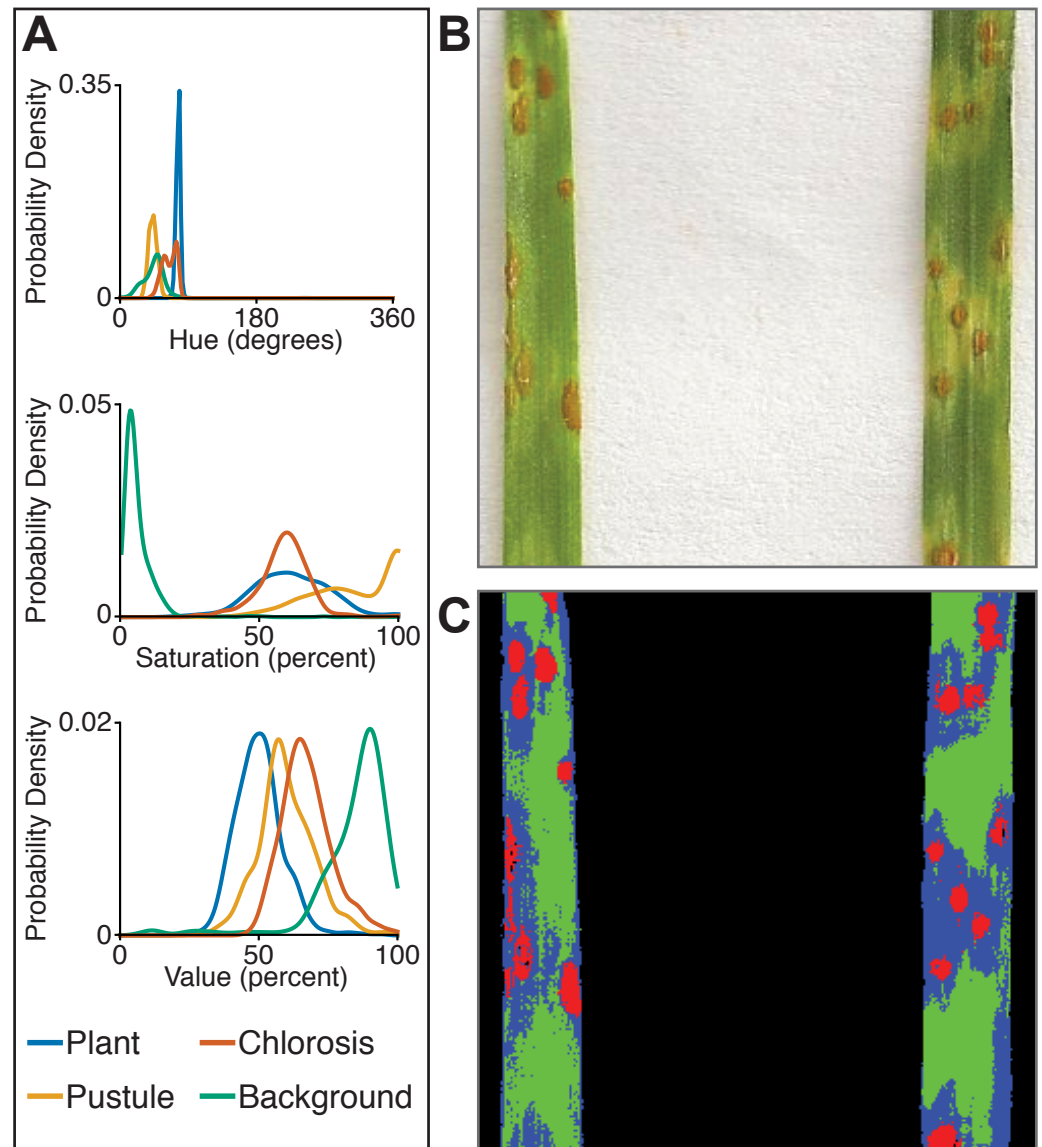 A
Probability Density
0.35
0
0 180 360
Hue (degrees)
Probability Density
0.05
0
0 50 100
Saturation (percent)
Probability Density
0.02
0
0 50 100
Value (percent)
Plant Chlorosis
Pustule Background
B
C